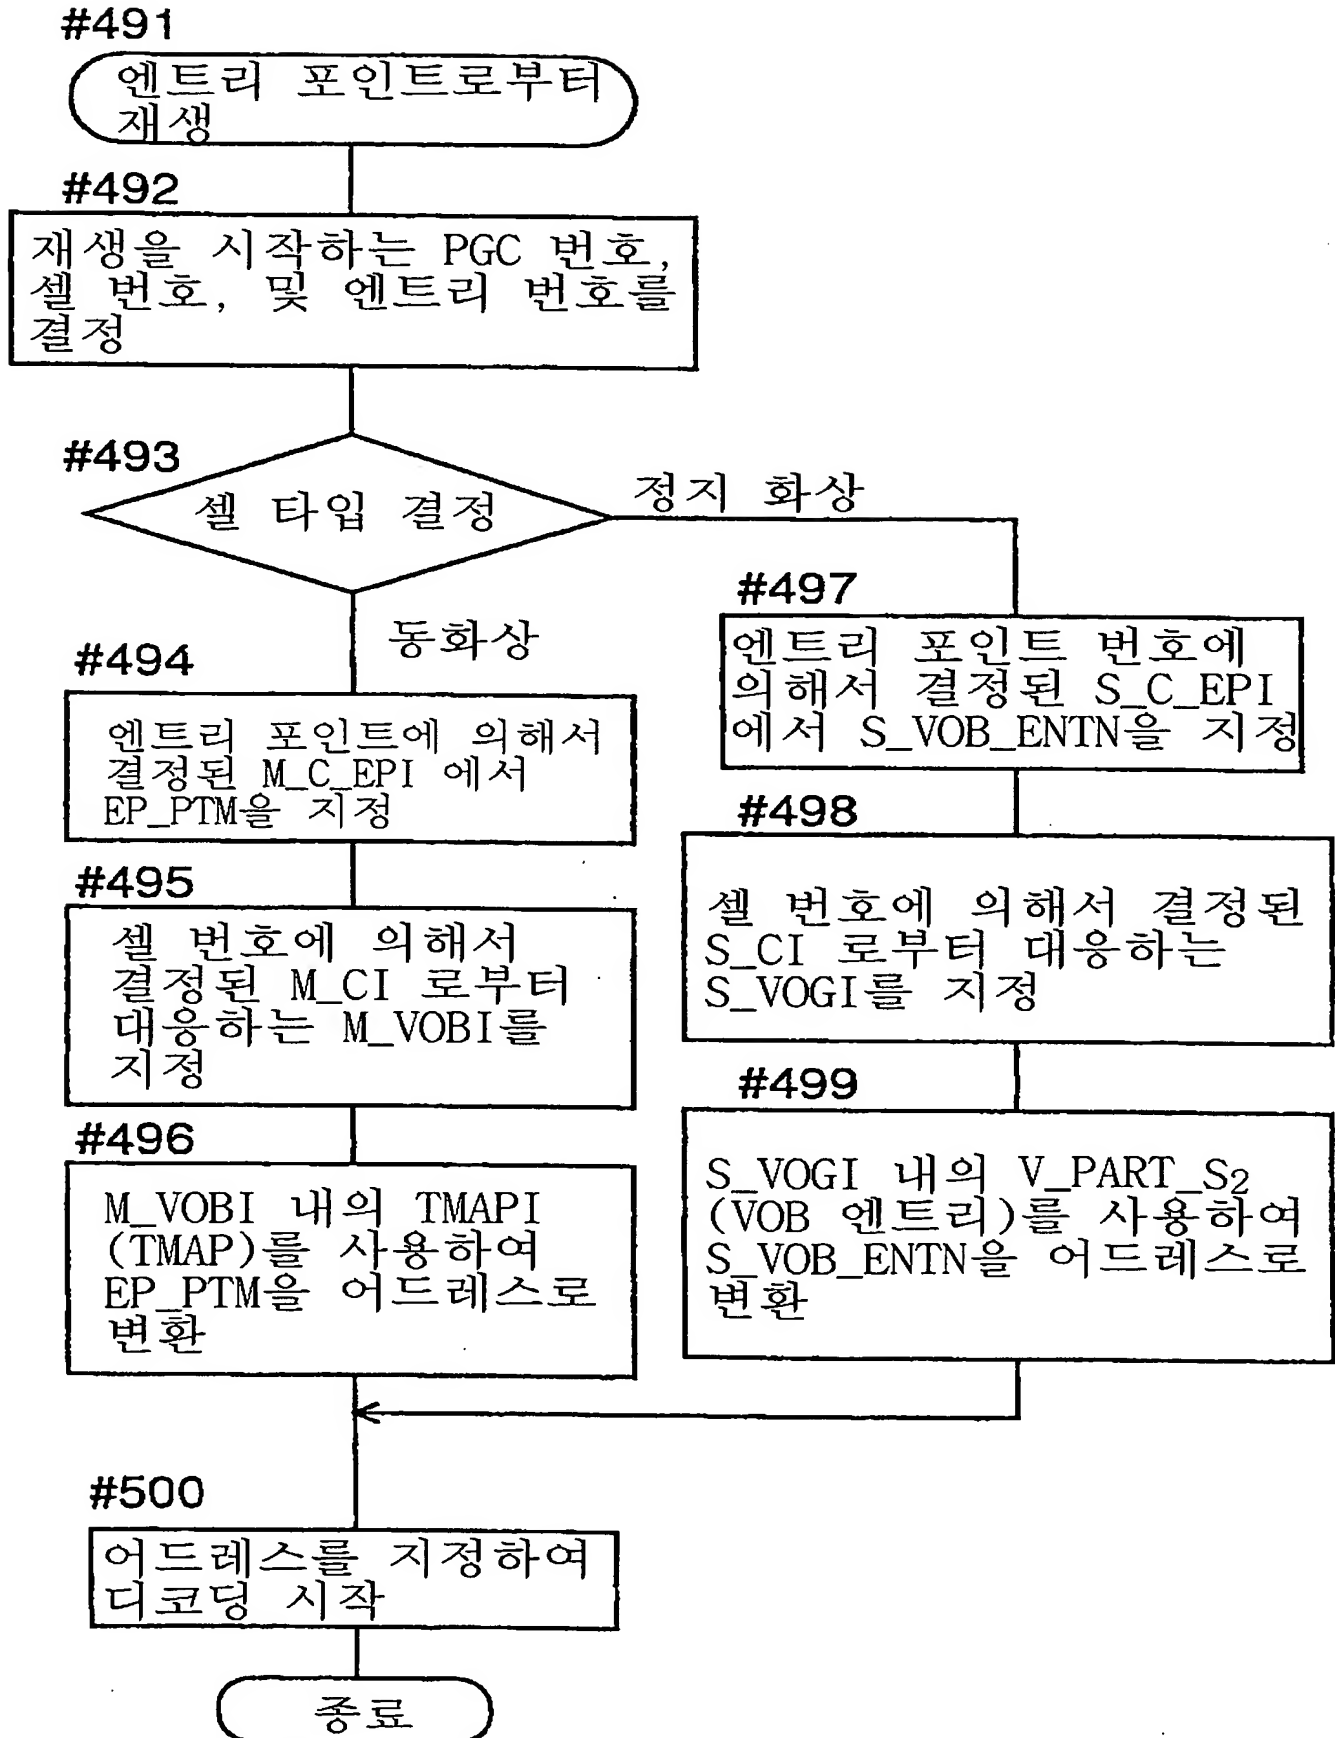 #491
엔트리 포인트로부터
재생
#492
재생을 시작하는 PGC 번호,
셀 번호, 및 엔트리 번호를
결정
#493
셀 타입 결정
정지 화상
동화상
#494
엔트리 포인트에 의해서
결정된 M_C_EPI 에서
EP_PTM을 지정
#495
셀 번호에 의해서
결정된 M_CI 로부터
대응하는 M_VOBI를
지정
#496
M_VOBI 내의 TMAPI
(TMAP)를 사용하여
EP_PTM을 어드레스로
변환
#497
엔트리 포인트 번호에
의해서 결정된 S_C_EPI
에서 S_VOB_ENTN을 지정
#498
셀 번호에 의해서 결정된
S_CI 로부터 대응하는
S_VOGI를 지정
#499
S_VOGI 내의 V_PART_S2
(VOB 엔트리)를 사용하여
S_VOB_ENTN을 어드레스로
변환
#500
어드레스를 지정하여
디코딩 시작
종료